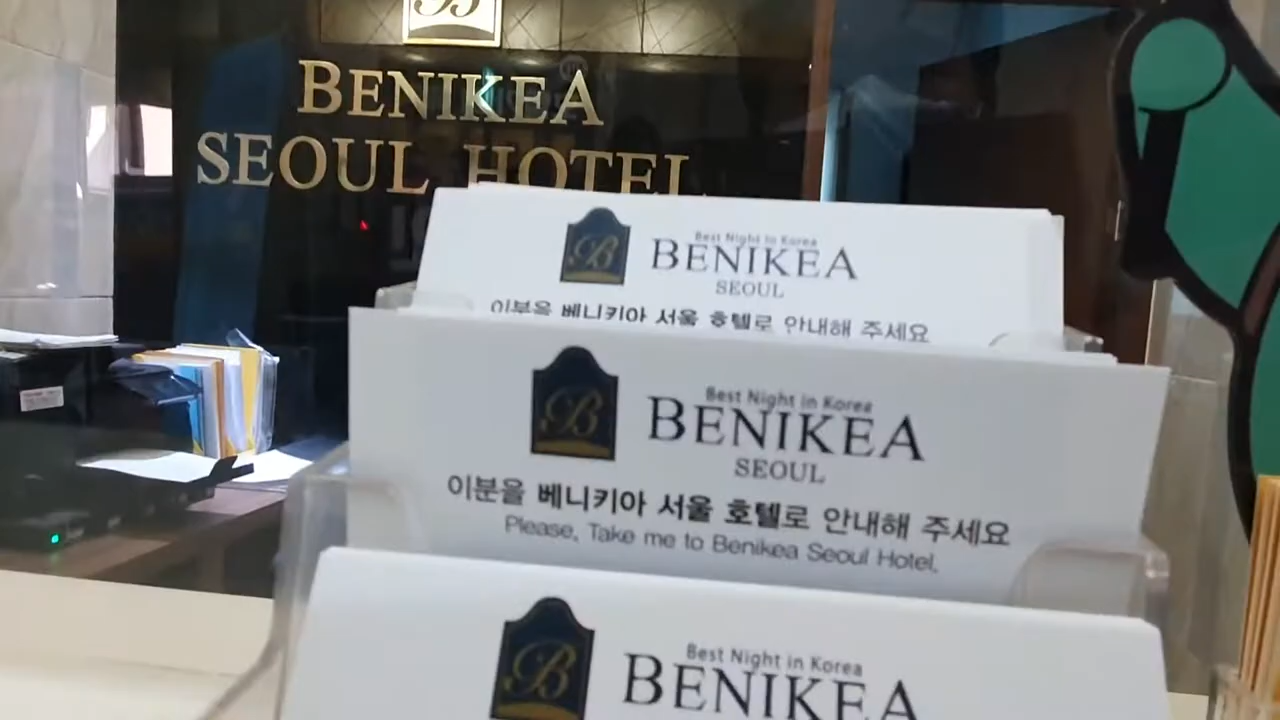 B
BENIKEA
SEOUL HOTEL
B
Best Night in Korea
BENIKEA
SEOUL
이분을 베니키아 서울 호텔로 안내해 주세요
B
Best Night in Korea
BENIKEA
SEOUL
이분을 베니키아 서울 호텔로 안내해 주세요
Please, Take me to Benikea Seoul Hotel.
B
Best Night in Korea
BENIKEA